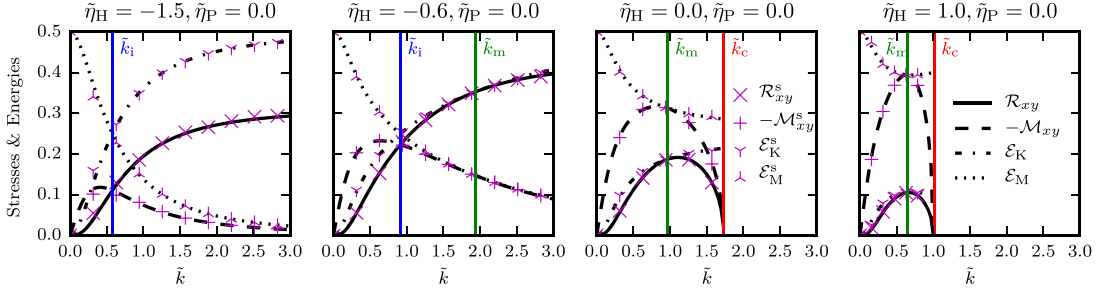 η̃_H = −1.5, η̃_P = 0.0
η̃_H = −0.6, η̃_P = 0.0
η̃_H = 0.0, η̃_P = 0.0
η̃_H = 1.0, η̃_P = 0.0
Stresses & Energies
0.5
0.4
0.3
0.2
0.1
0.0
k̃_i
k̃_i
k̃_m
k̃_m
k̃_c
k̃_m
k̃_c
ℛ^s_xy
−ℳ^s_xy
ℰ^s_K
ℰ^s_M
ℛ_xy
−ℳ_xy
ℰ_K
ℰ_M
0.0 0.5 1.0 1.5 2.0 2.5 3.0
0.0 0.5 1.0 1.5 2.0 2.5 3.0
0.0 0.5 1.0 1.5 2.0 2.5 3.0
0.0 0.5 1.0 1.5 2.0 2.5 3.0
k̃
k̃
k̃
k̃